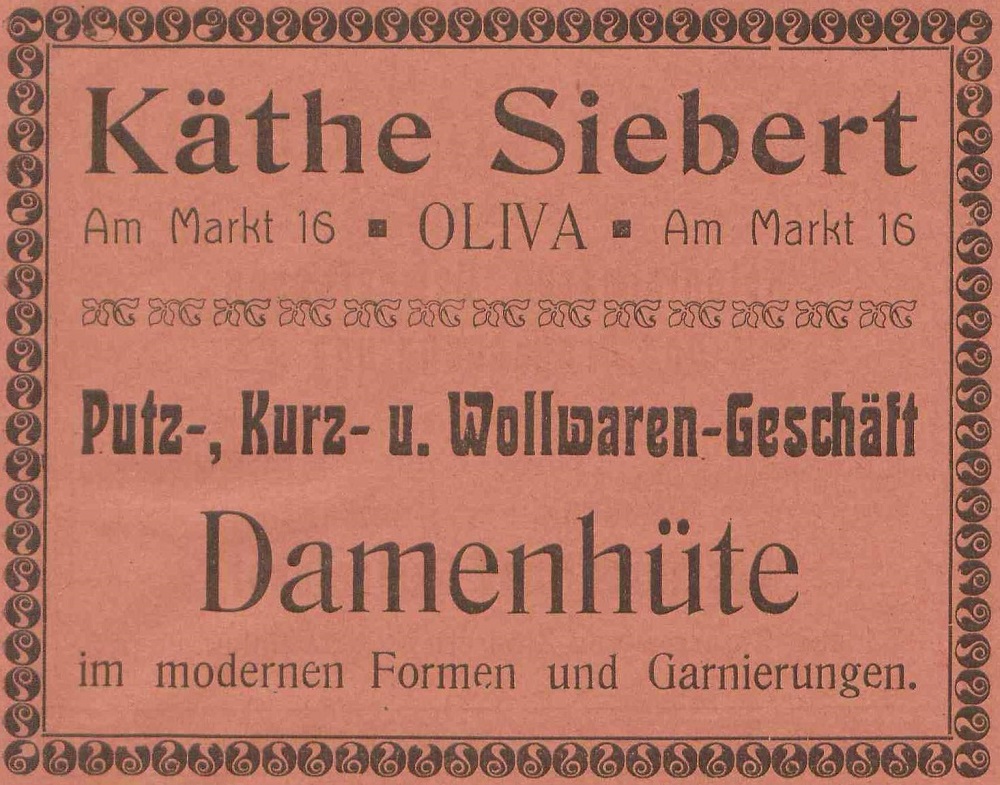 Käthe Siebert
Am Markt 16 ▪ OLIVA ▪ Am Markt 16
Putz-, Kurz- u. Wollwaren-Geschäft
Damenhüte
im modernen Formen und Garnierungen.